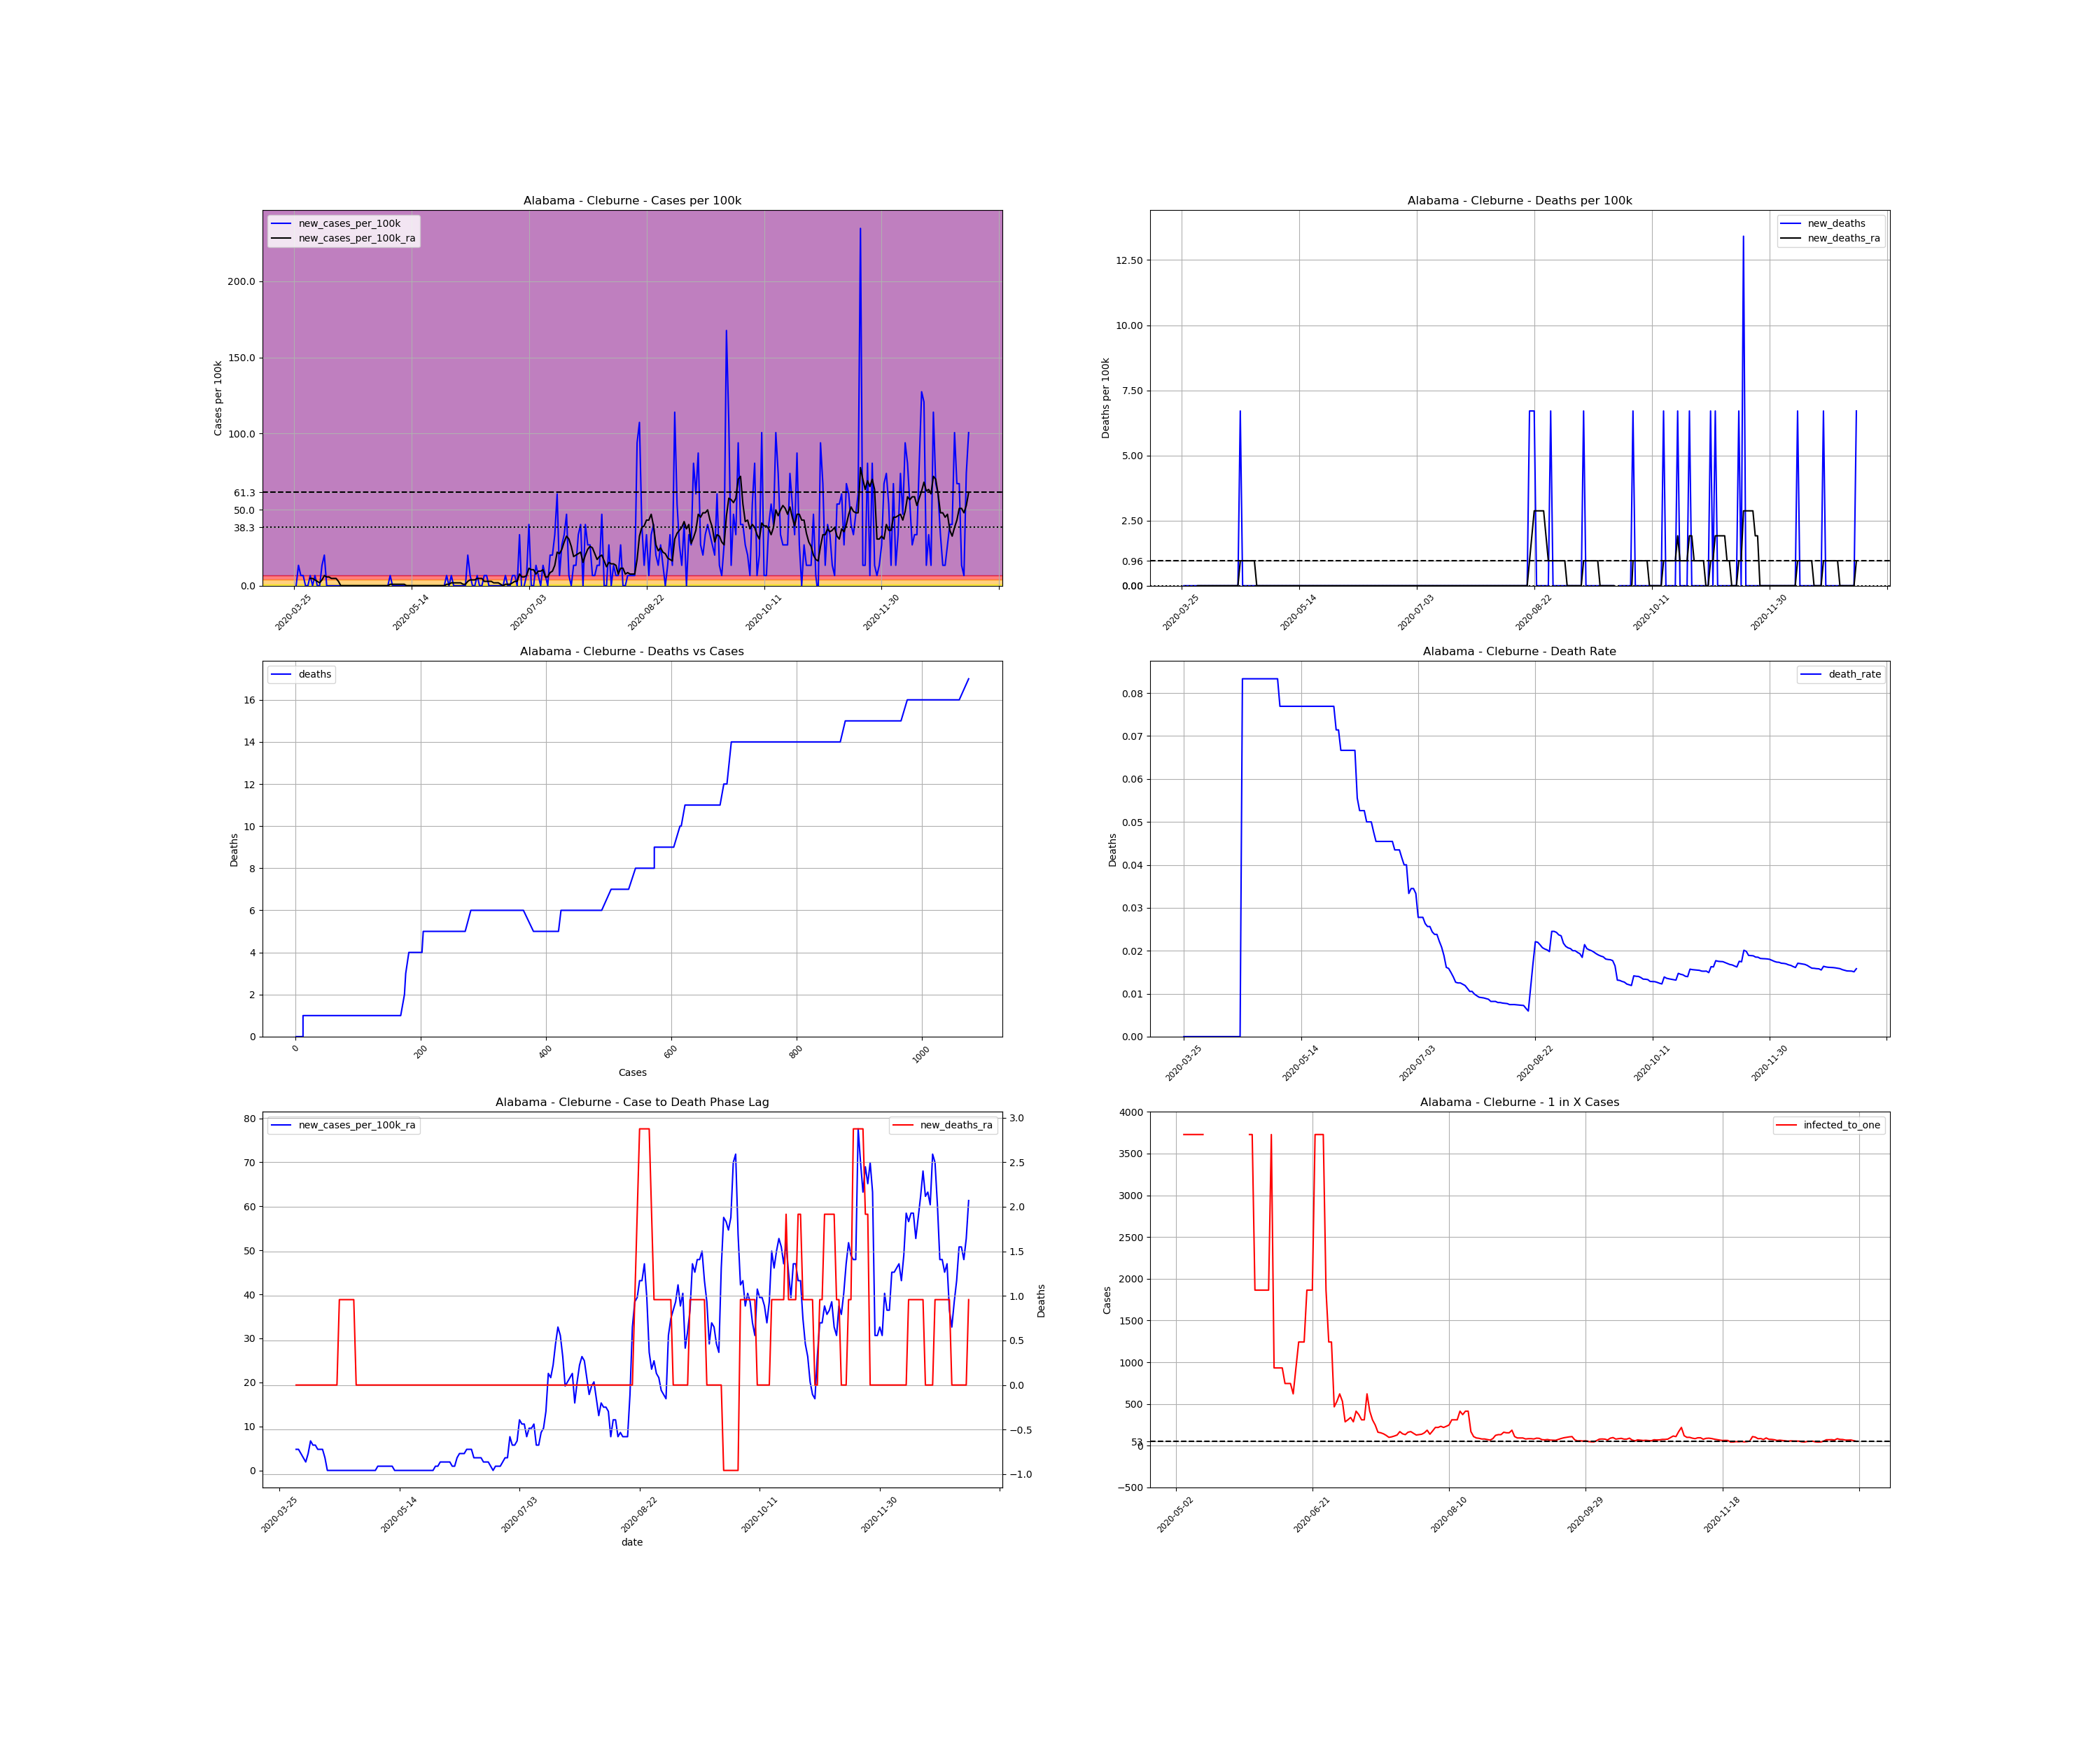 Alabama - Cleburne - Cases per 100k
new_cases_per_100k
new_cases_per_100k_ra
Cases per 100k
200.0
150.0
100.0
61.3
50.0
38.3
0.0
2020-03-25 2020-05-14 2020-07-03 2020-08-22 2020-10-11 2020-11-30
Alabama - Cleburne - Deaths per 100k
new_deaths
new_deaths_ra
Deaths per 100k
12.50
10.00
7.50
5.00
2.50
0.96
0.00
2020-03-25 2020-05-14 2020-07-03 2020-08-22 2020-10-11 2020-11-30
Alabama - Cleburne - Deaths vs Cases
deaths
Deaths
16
14
12
10
8
6
4
2
0
0 200 400 600 800 1000
Cases
Alabama - Cleburne - Death Rate
death_rate
Deaths
0.08
0.07
0.06
0.05
0.04
0.03
0.02
0.01
0.00
2020-03-25 2020-05-14 2020-07-03 2020-08-22 2020-10-11 2020-11-30
Alabama - Cleburne - Case to Death Phase Lag
new_cases_per_100k_ra
new_deaths_ra
80
70
60
50
40
30
20
10
0
3.0
2.5
2.0
1.5
1.0
0.5
0.0
−0.5
−1.0
Deaths
2020-03-25 2020-05-14 2020-07-03 2020-08-22 2020-10-11 2020-11-30
date
Alabama - Cleburne - 1 in X Cases
infected_to_one
Cases
4000
3500
3000
2500
2000
1500
1000
500
53
0
−500
2020-05-02 2020-06-21 2020-08-10 2020-09-29 2020-11-18